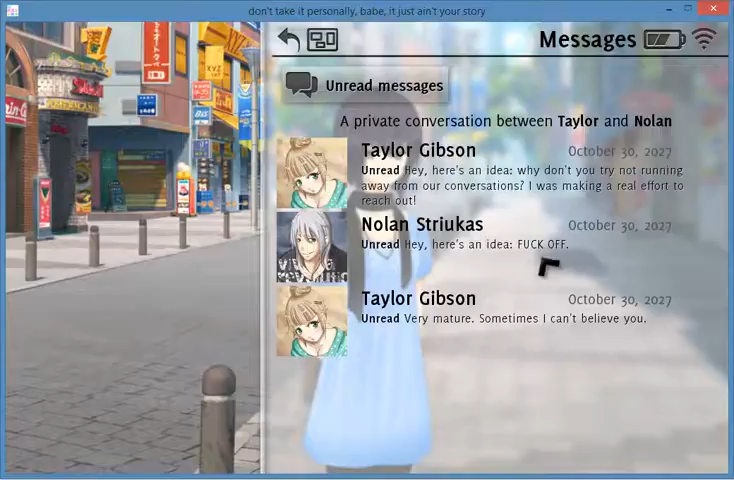 don't take it personally, babe, it just ain't your story
Messages
Unread messages
A private conversation between Taylor and Nolan
Taylor Gibson
October 30, 2027
Unread Hey, here's an idea: why don't you try not running
away from our conversations? I was making a real effort to
reach out!
Nolan Striukas
October 30, 2027
Unread Hey, here's an idea: FUCK OFF.
Taylor Gibson
October 30, 2027
Unread Very mature. Sometimes I can't believe you.
XYZ